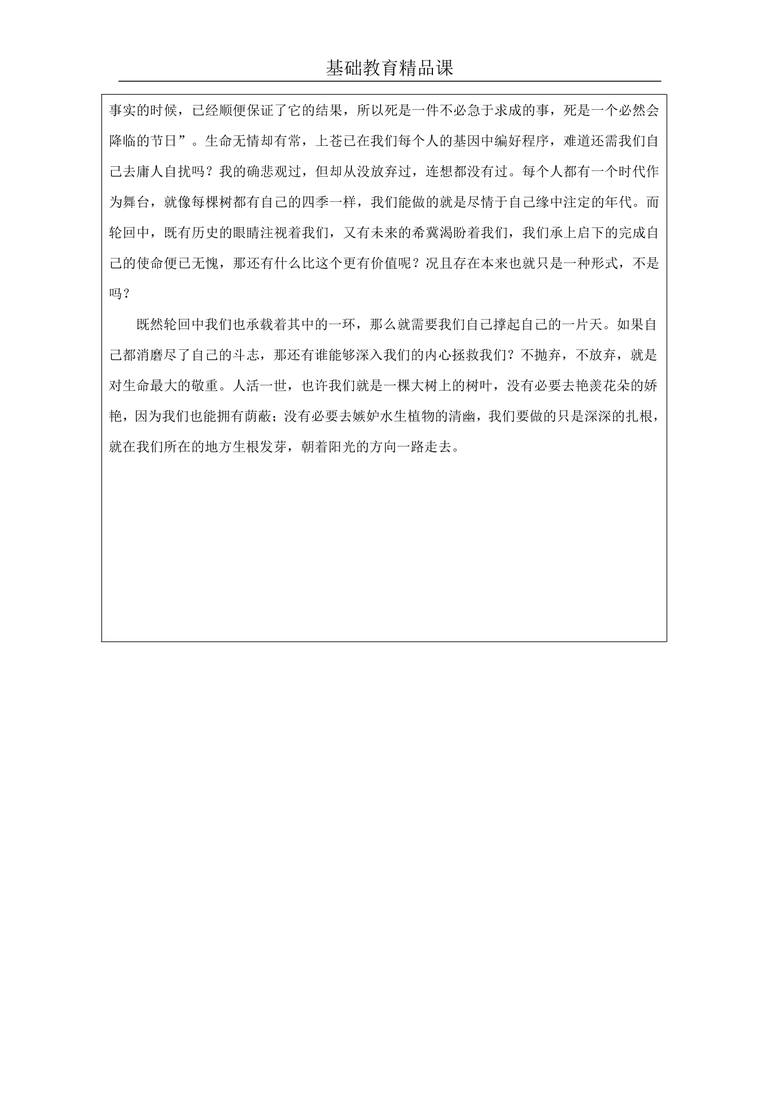 基础教育精品课
事实的时候，已经顺便保证了它的结果，所以死是一件不必急于求成的事，死是一个必然会
降临的节日”。生命无情却有常，上苍已在我们每个人的基因中编好程序，难道还需我们自
己去庸人自扰吗？我的确悲观过，但却从没放弃过，连想都没有过。每个人都有一个时代作
为舞台，就像每棵树都有自己的四季一样，我们能做的就是尽情于自己缘中注定的年代。而
轮回中，既有历史的眼睛注视着我们，又有未来的希冀渴盼着我们，我们承上启下的完成自
己的使命便已无愧，那还有什么比这个更有价值呢？况且存在本来也就只是一种形式，不是
吗？
既然轮回中我们也承载着其中的一环，那么就需要我们自己撑起自己的一片天。如果自
己都消磨尽了自己的斗志，那还有谁能够深入我们的内心拯救我们？不抛弃，不放弃，就是
对生命最大的敬重。人活一世，也许我们就是一棵大树上的树叶，没有必要去艳羡花朵的娇
艳，因为我们也能拥有荫蔽；没有必要去嫉妒水生植物的清幽，我们要做的只是深深的扎根，
就在我们所在的地方生根发芽，朝着阳光的方向一路走去。